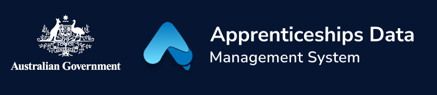 Australian Government
Apprenticeships Data
Management System